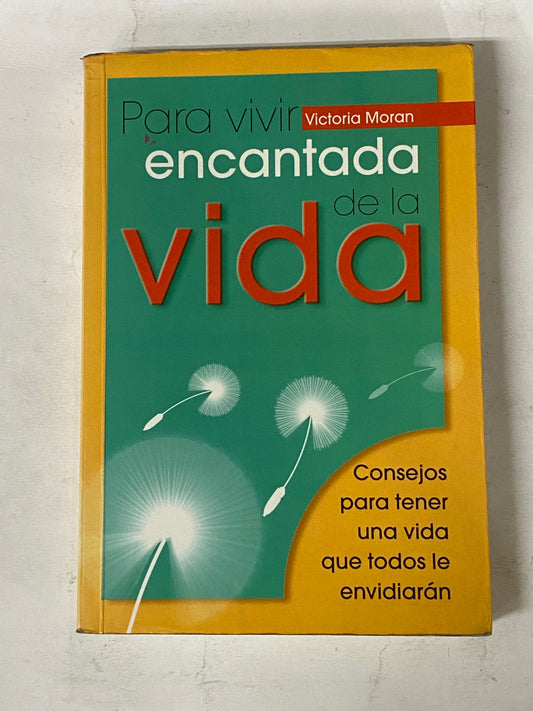 Para vivir
Victoria Moran
encantada
de la
vida
Consejos
para tener
una vida
que todos le
envidiarán